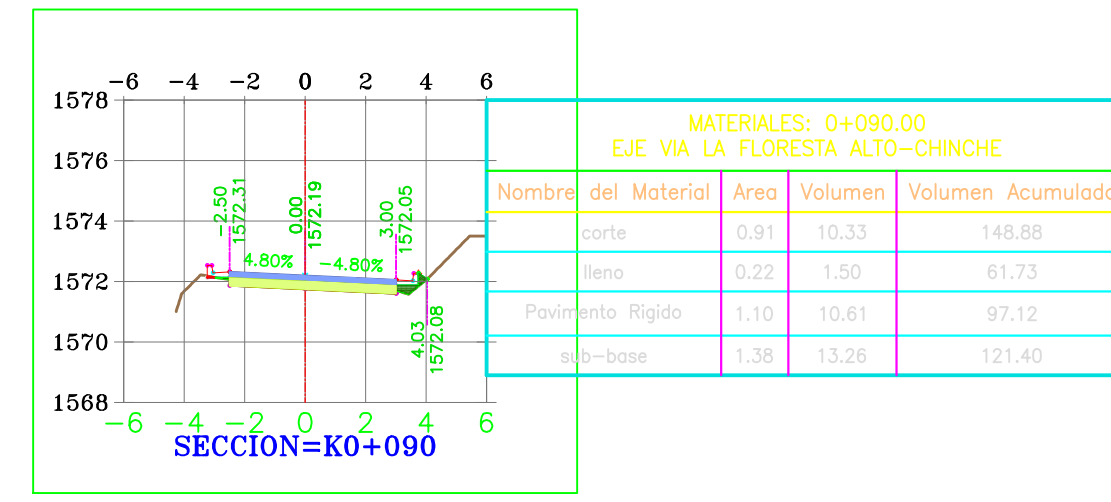 −6 −4 −2 0 2 4 6
1578
1576
1574
1572
1570
1568
−2.50
1572.31
0.00
1572.19
3.00
1572.05
4.80%
−4.80%
4.03
1572.08
−6 −4 −2 0 2 4 6
SECCION=K0+090
MATERIALES: 0+090.00
EJE VIA LA FLORESTA ALTO−CHINCHE
Nombre del Material Area Volumen Volumen Acumulado
corte 0.91 10.33 148.88
lleno 0.22 1.50 61.73
Pavimento Rigido 1.10 10.61 97.12
sub−base 1.38 13.26 121.40